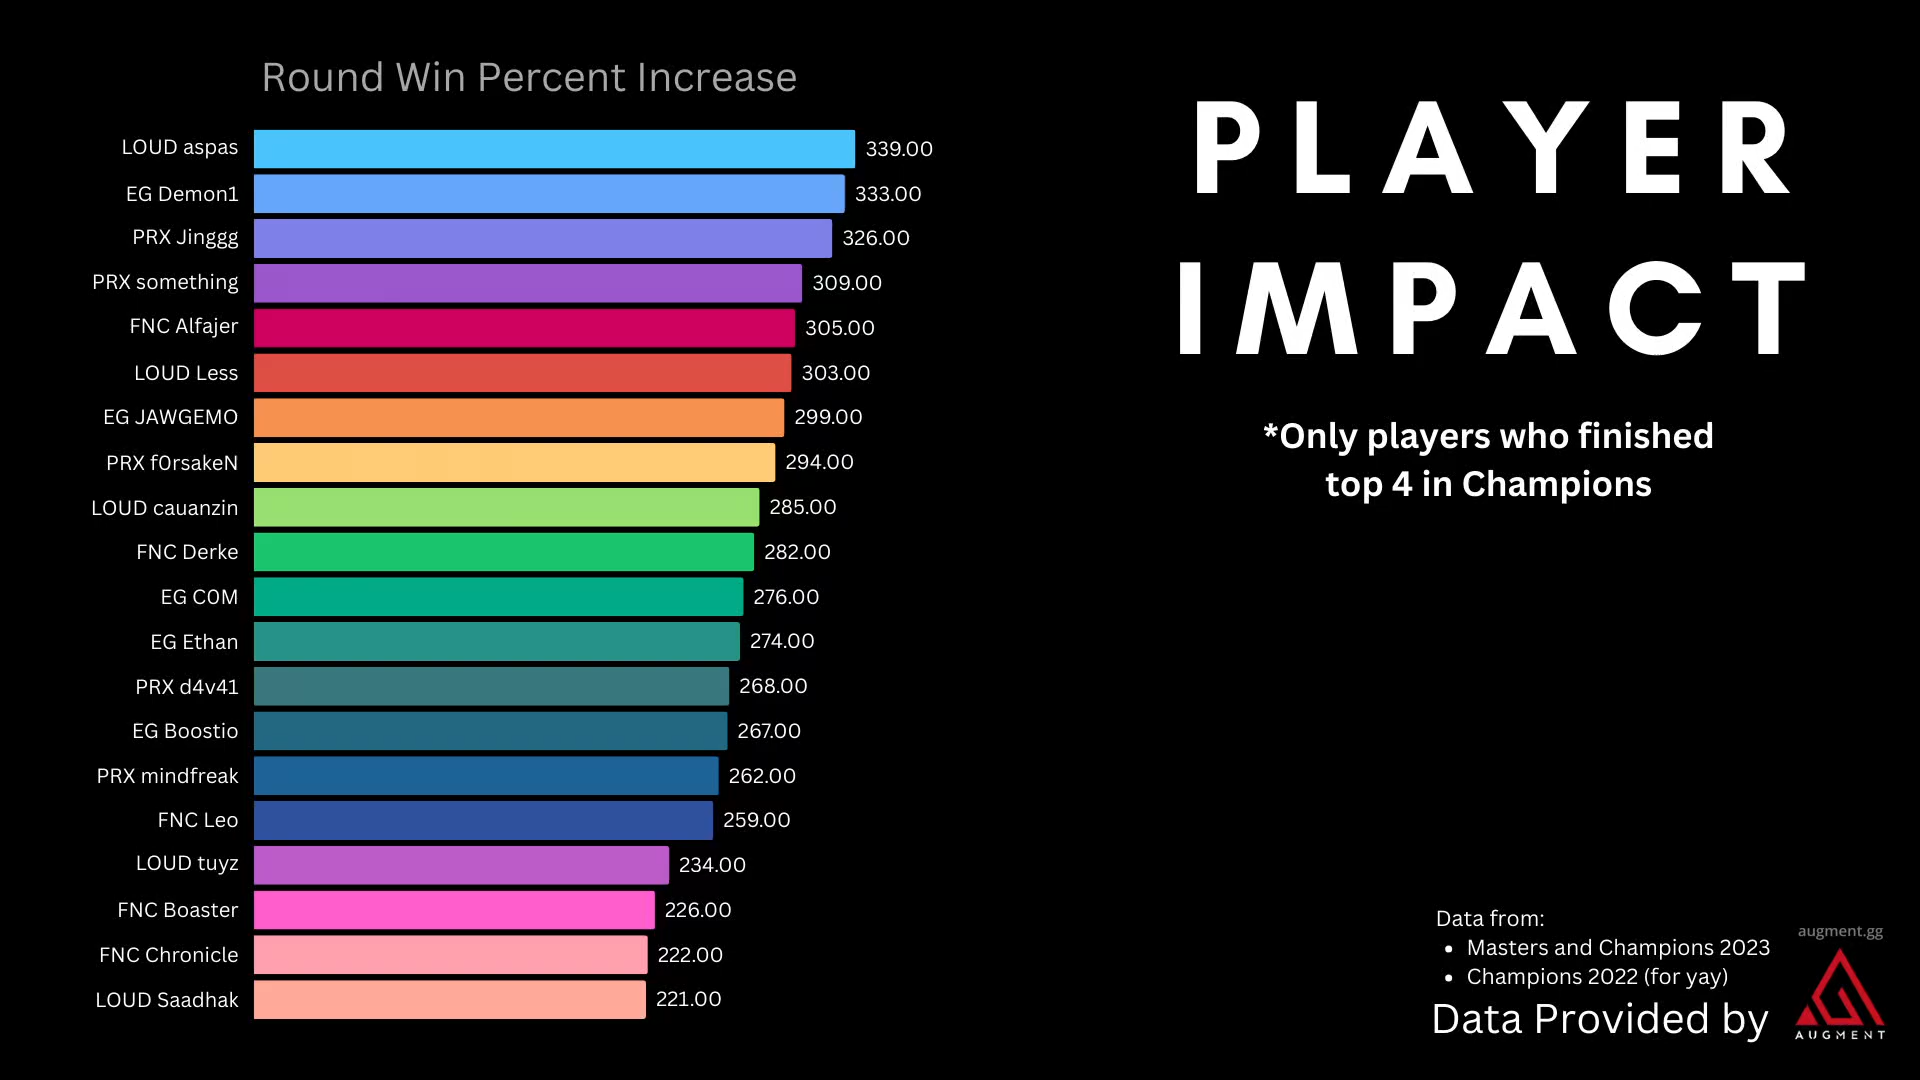 Round Win Percent Increase
LOUD aspas 339.00
EG Demon1 333.00
PRX Jinggg 326.00
PRX something 309.00
FNC Alfajer 305.00
LOUD Less 303.00
EG JAWGEMO 299.00
PRX f0rsakeN 294.00
LOUD cauanzin 285.00
FNC Derke 282.00
EG C0M 276.00
EG Ethan 274.00
PRX d4v41 268.00
EG Boostio 267.00
PRX mindfreak 262.00
FNC Leo 259.00
LOUD tuyz 234.00
FNC Boaster 226.00
FNC Chronicle 222.00
LOUD Saadhak 221.00
PLAYER
IMPACT
*Only players who finished
top 4 in Champions
Data from:
• Masters and Champions 2023
• Champions 2022 (for yay)
Data Provided by
augment.gg
AUGMENT